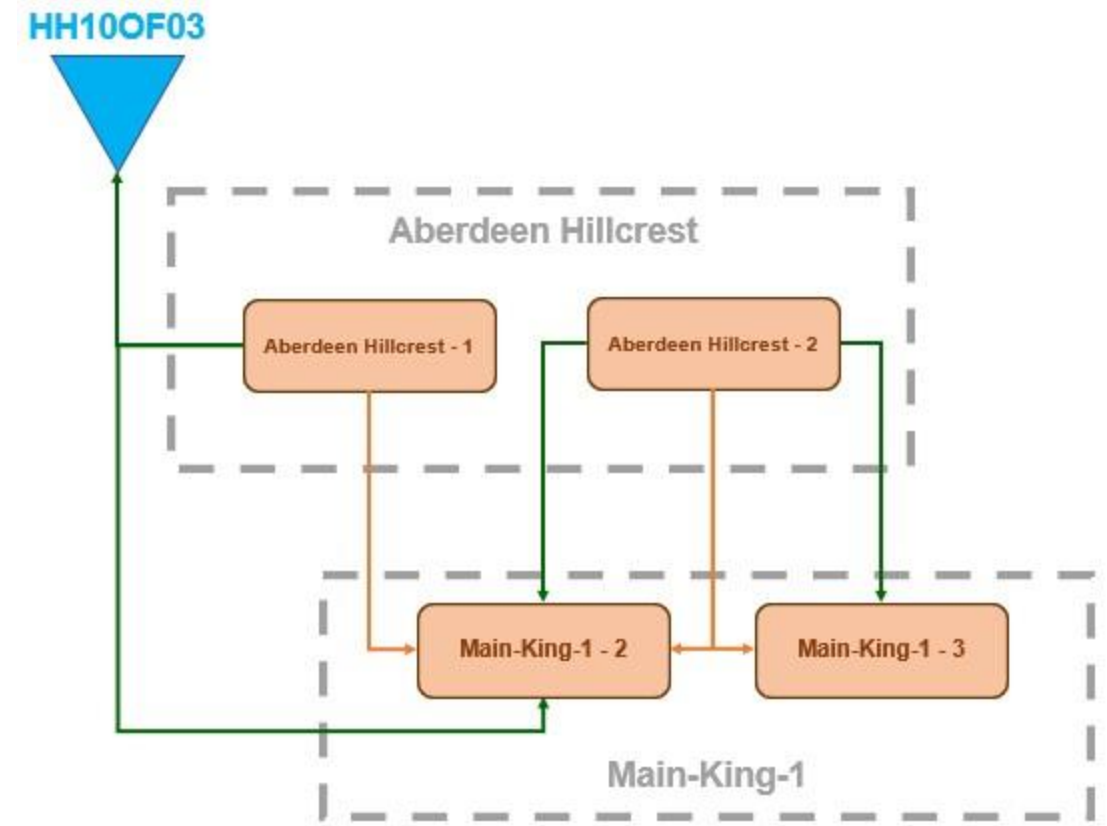 HH10OF03
Aberdeen Hillcrest
Aberdeen Hillcrest - 1
Aberdeen Hillcrest - 2
Main-King-1 - 2
Main-King-1 - 3
Main-King-1